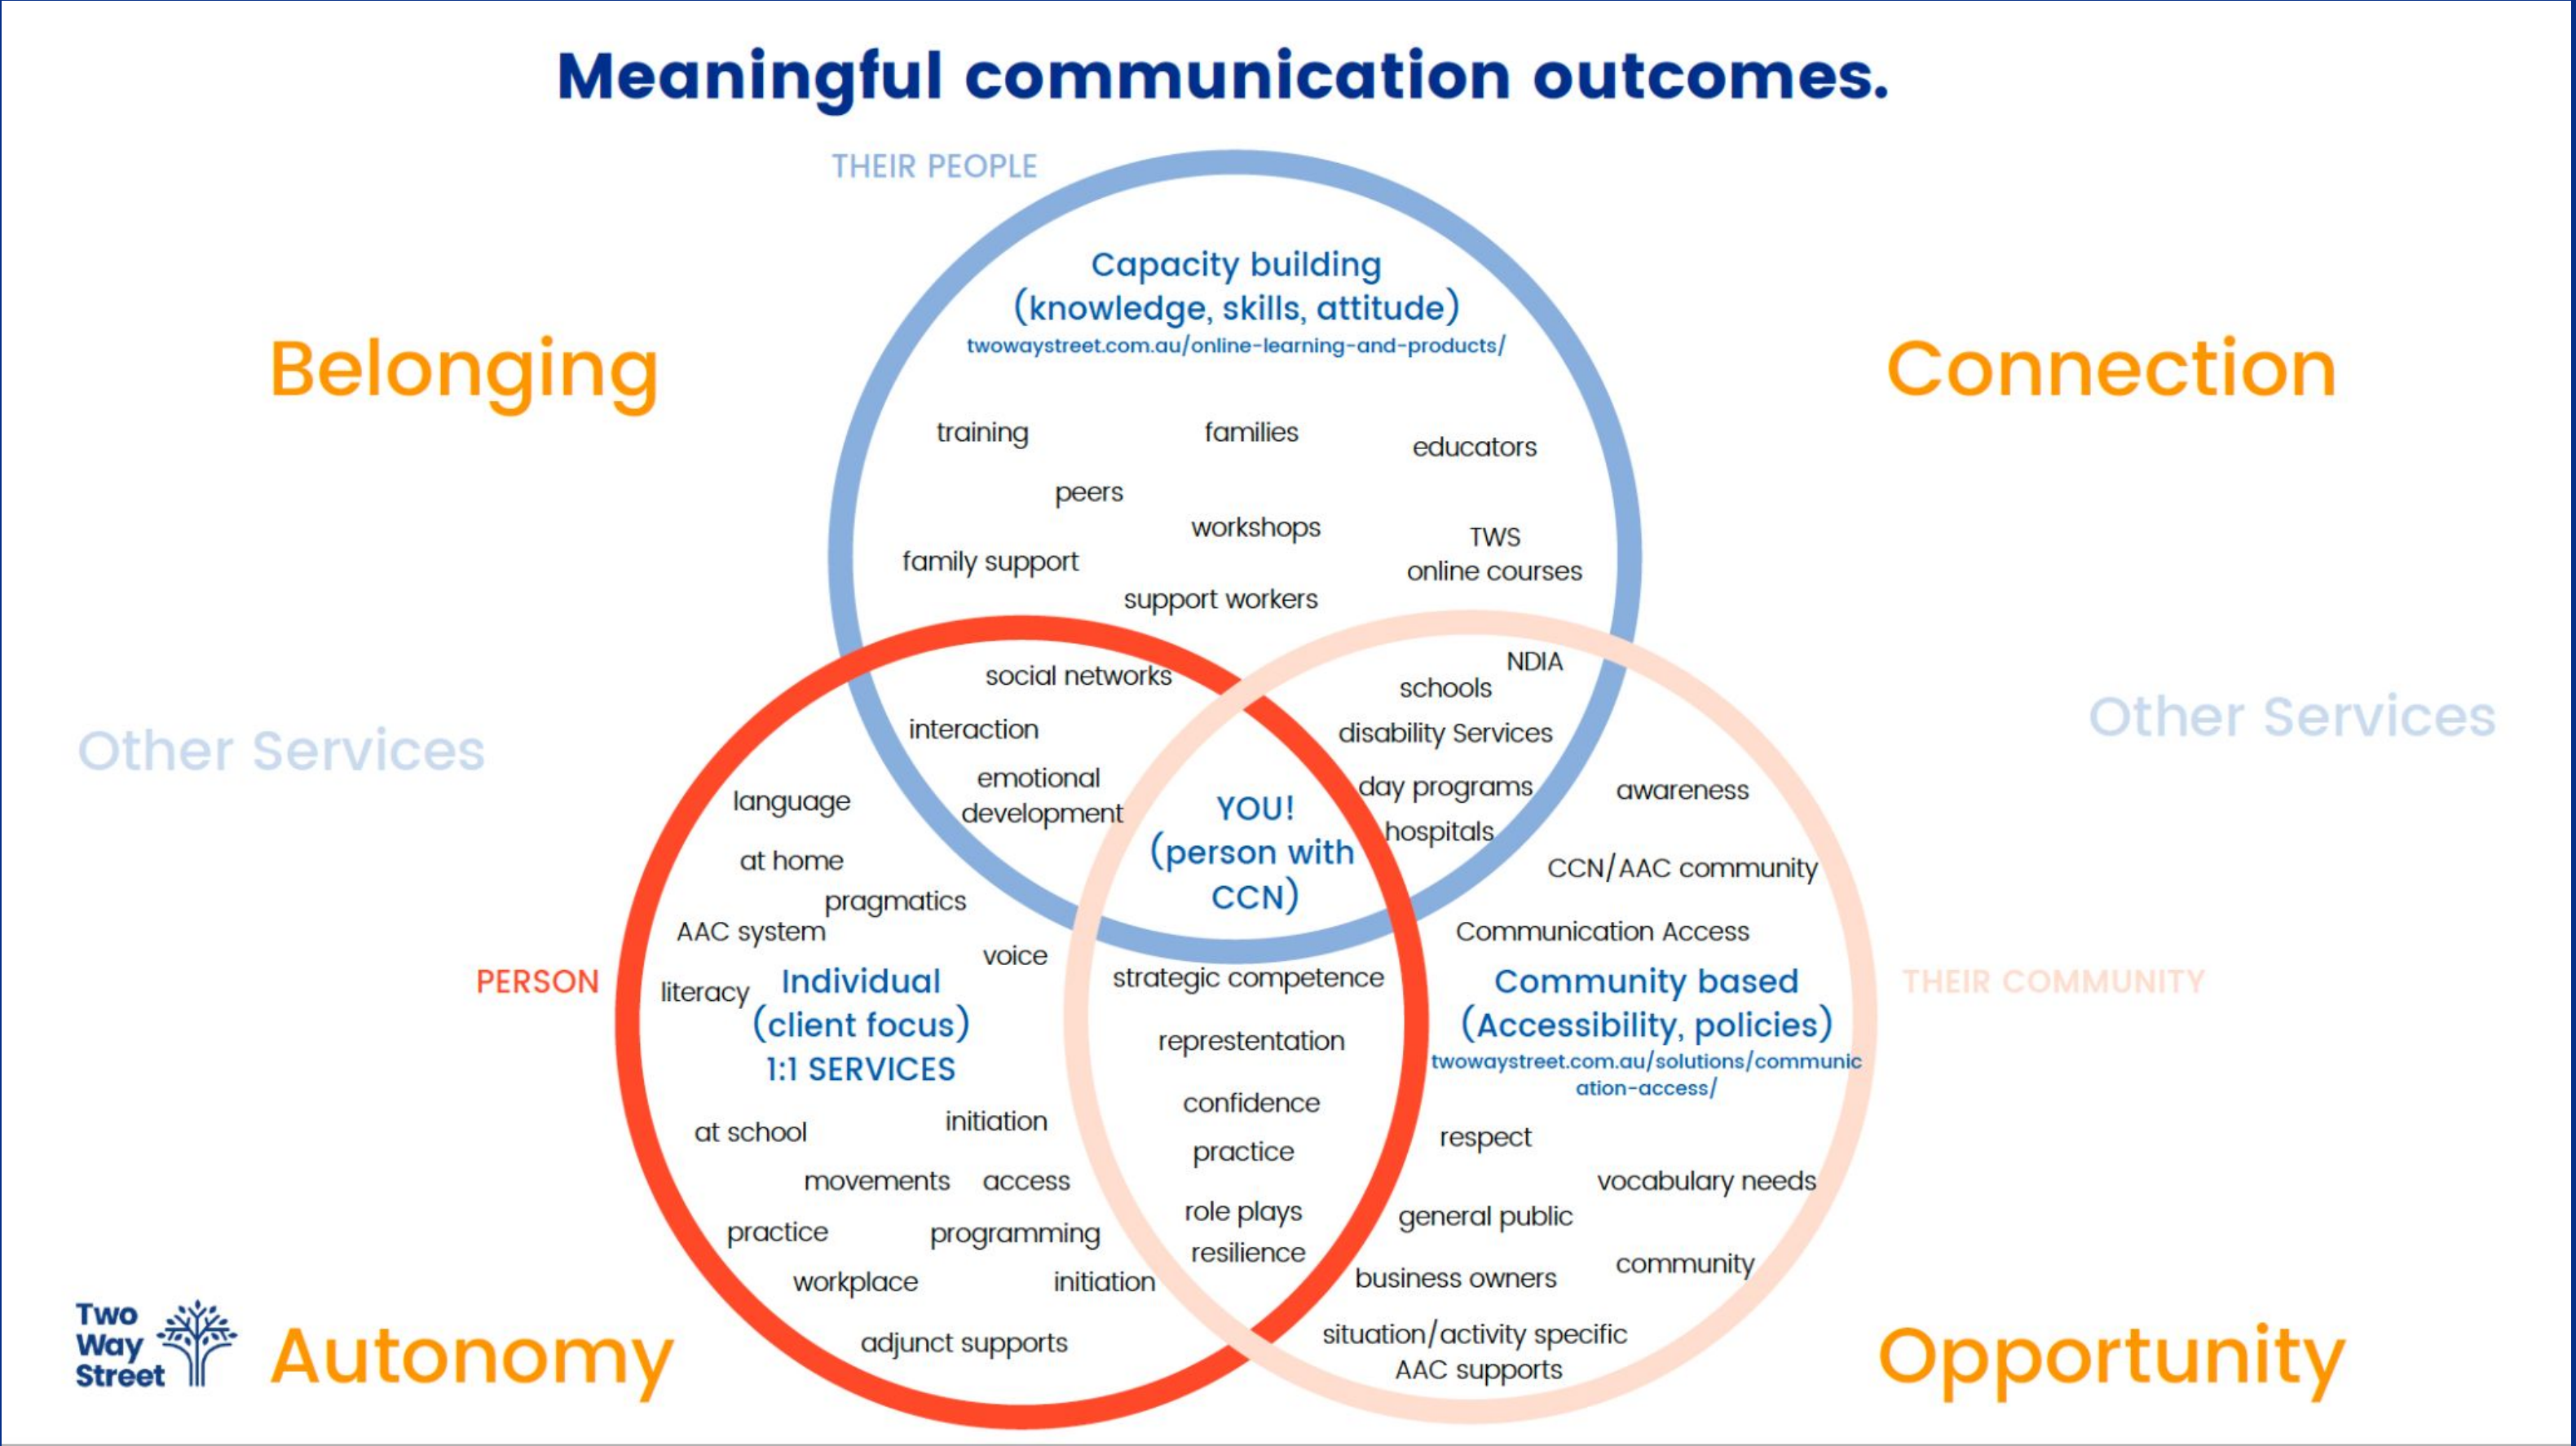 Meaningful communication outcomes.
THEIR PEOPLE
Capacity building
(knowledge, skills, attitude)
twowaystreet.com.au/online-learning-and-products/
Belonging
Connection
training
families
educators
peers
workshops
TWS
online courses
family support
support workers
social networks
interaction
emotional
development
NDIA
schools
disability Services
day programs
hospitals
Other Services
Other Services
YOU!
(person with
CCN)
language
at home
pragmatics
AAC system
voice
literacy
PERSON
Individual
(client focus)
1:1 SERVICES
at school
initiation
movements
access
practice
programming
workplace
initiation
adjunct supports
strategic competence
represtentation
confidence
practice
role plays
resilience
awareness
CCN/AAC community
Communication Access
Community based
(Accessibility, policies)
twowaystreet.com.au/solutions/communic
ation-access/
THEIR COMMUNITY
respect
vocabulary needs
general public
community
business owners
situation/activity specific
AAC supports
Two
Way
Street
Autonomy
Opportunity